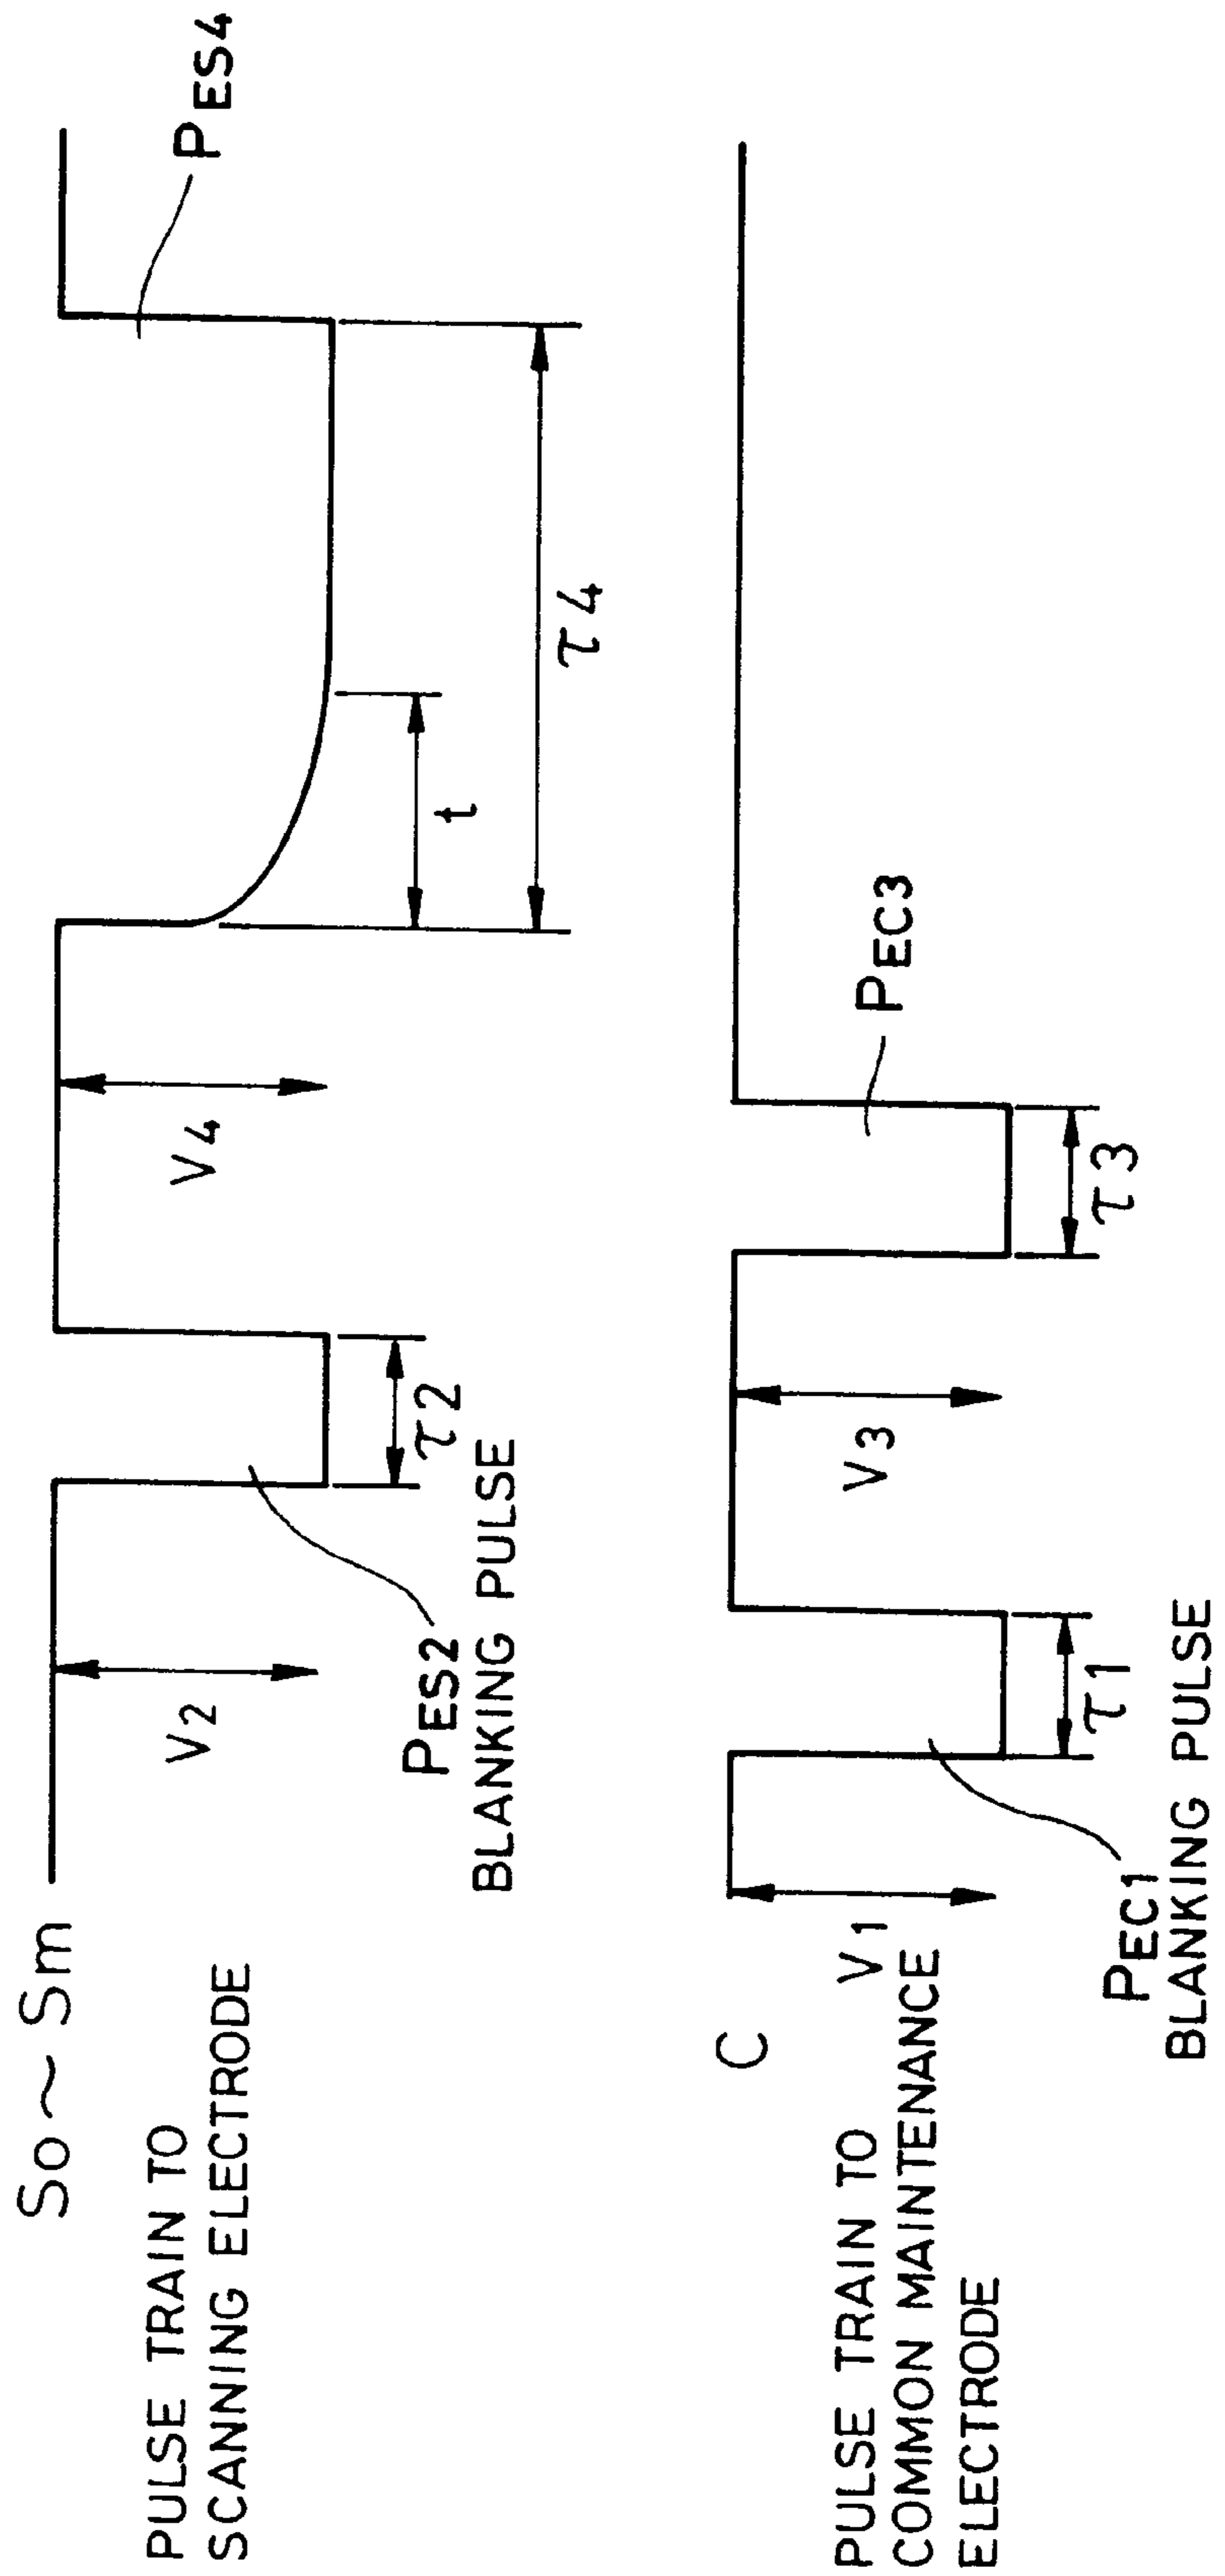 So ~ Sm
PULSE TRAIN TO
SCANNING ELECTRODE
V2
PES2
BLANKING PULSE
τ2
V4
t
τ4
PES4
C
PULSE TRAIN TO
COMMON MAINTENANCE
ELECTRODE
V1
PEC1
BLANKING PULSE
τ1
V3
τ3
PEC3